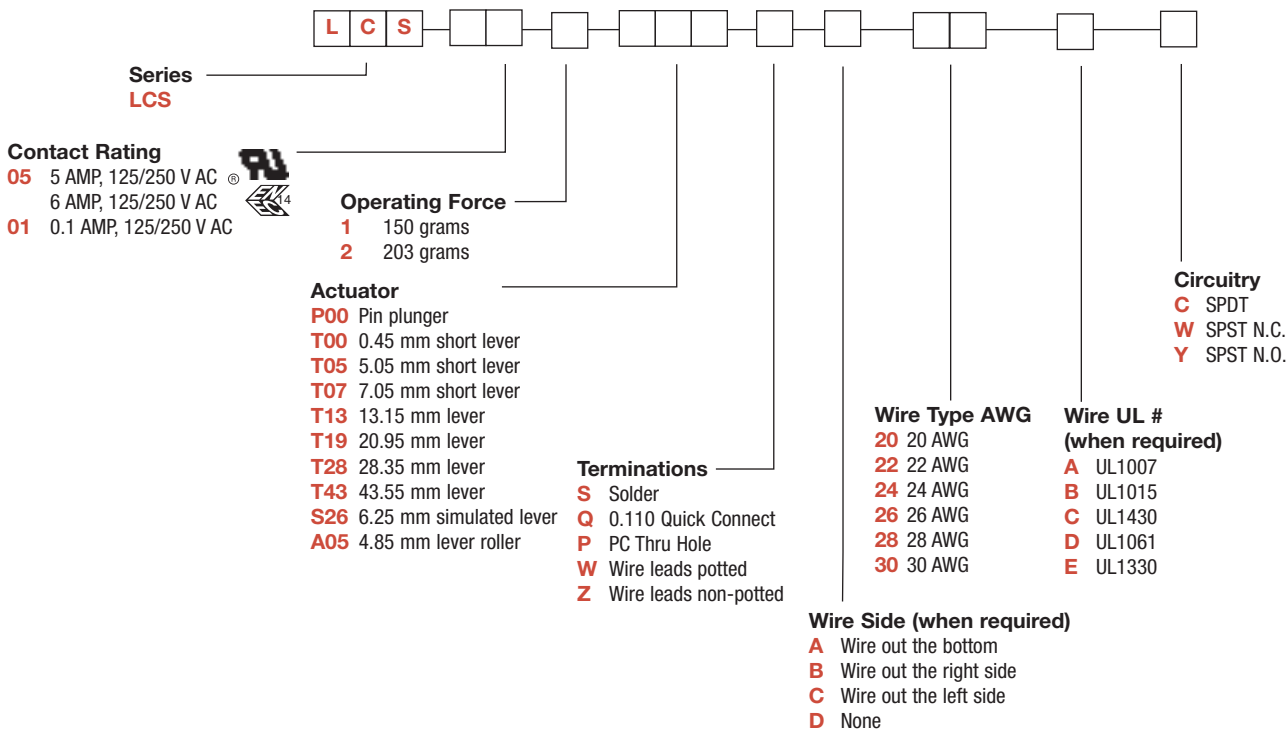 L C S
Series
LCS
Contact Rating
05 5 AMP, 125/250 V AC ®
6 AMP, 125/250 V AC 14
01 0.1 AMP, 125/250 V AC
Operating Force
1 150 grams
2 203 grams
Actuator
P00 Pin plunger
T00 0.45 mm short lever
T05 5.05 mm short lever
T07 7.05 mm short lever
T13 13.15 mm lever
T19 20.95 mm lever
T28 28.35 mm lever
T43 43.55 mm lever
S26 6.25 mm simulated lever
A05 4.85 mm lever roller
Terminations
S Solder
Q 0.110 Quick Connect
P PC Thru Hole
W Wire leads potted
Z Wire leads non-potted
Wire Side (when required)
A Wire out the bottom
B Wire out the right side
C Wire out the left side
D None
Wire Type AWG
20 20 AWG
22 22 AWG
24 24 AWG
26 26 AWG
28 28 AWG
30 30 AWG
Wire UL #
(when required)
A UL1007
B UL1015
C UL1430
D UL1061
E UL1330
Circuitry
C SPDT
W SPST N.C.
Y SPST N.O.